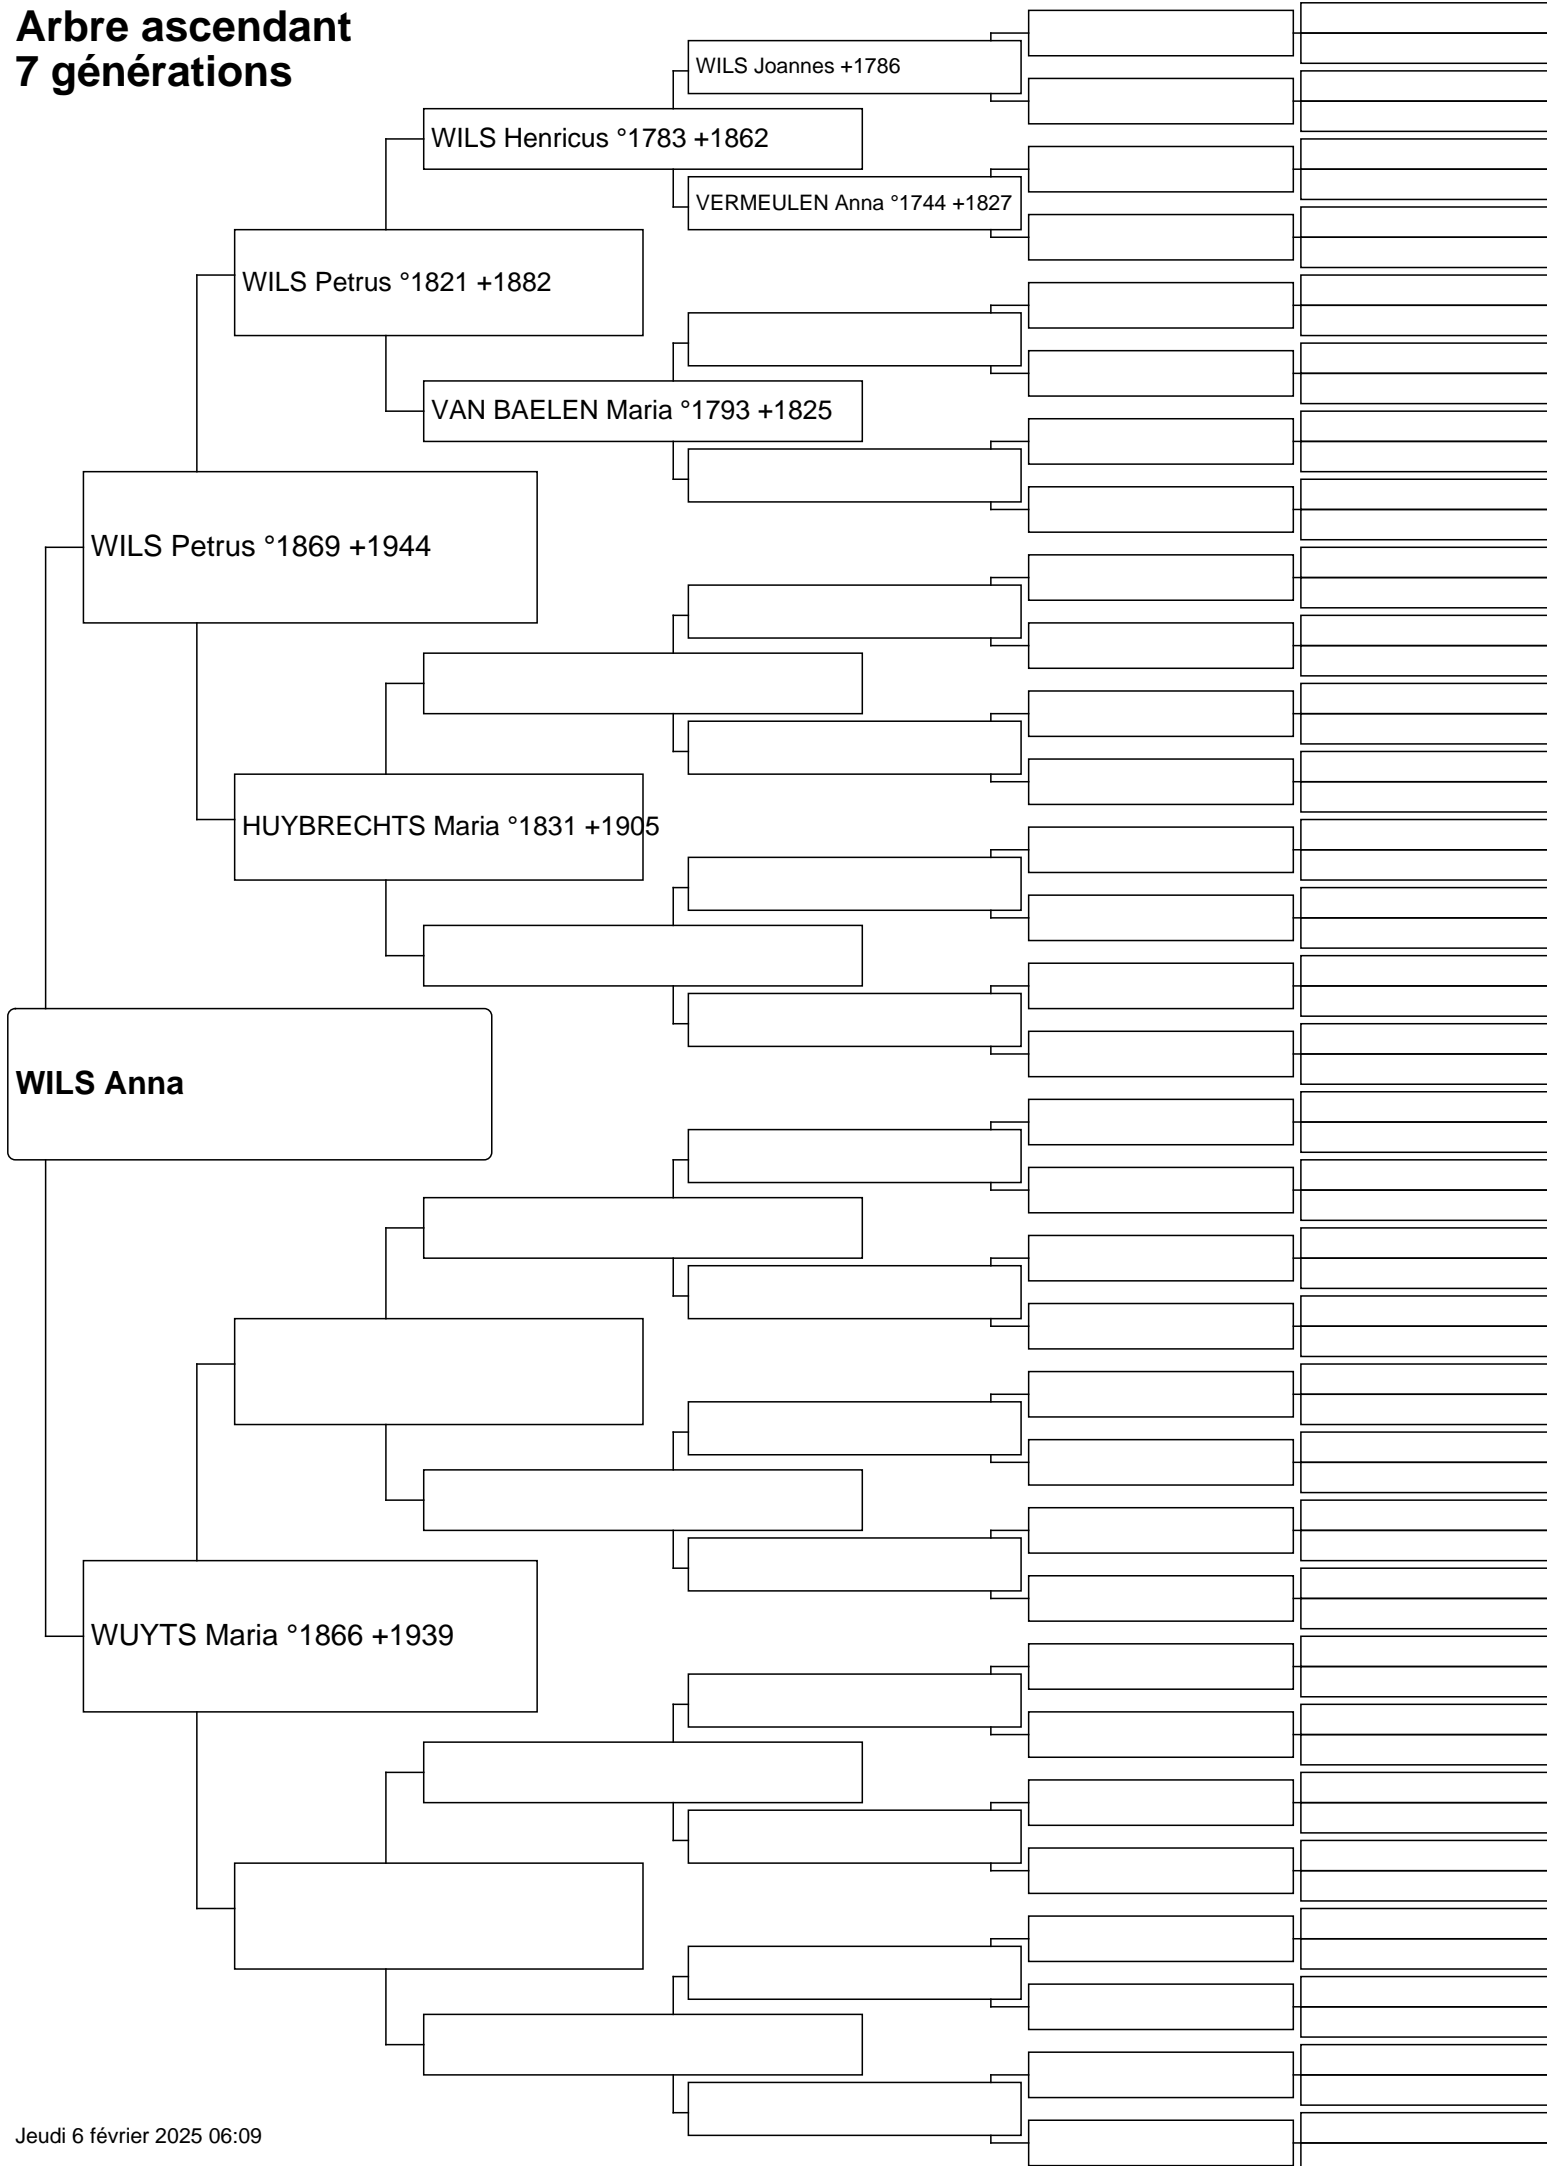 Arbre ascendant
7 générations
WILS Joannes +1786
WILS Henricus °1783 +1862
VERMEULEN Anna °1744 +1827
WILS Petrus °1821 +1882
VAN BAELEN Maria °1793 +1825
WILS Petrus °1869 +1944
HUYBRECHTS Maria °1831 +1905
WILS Anna
WUYTS Maria °1866 +1939
Jeudi 6 février 2025 06:09